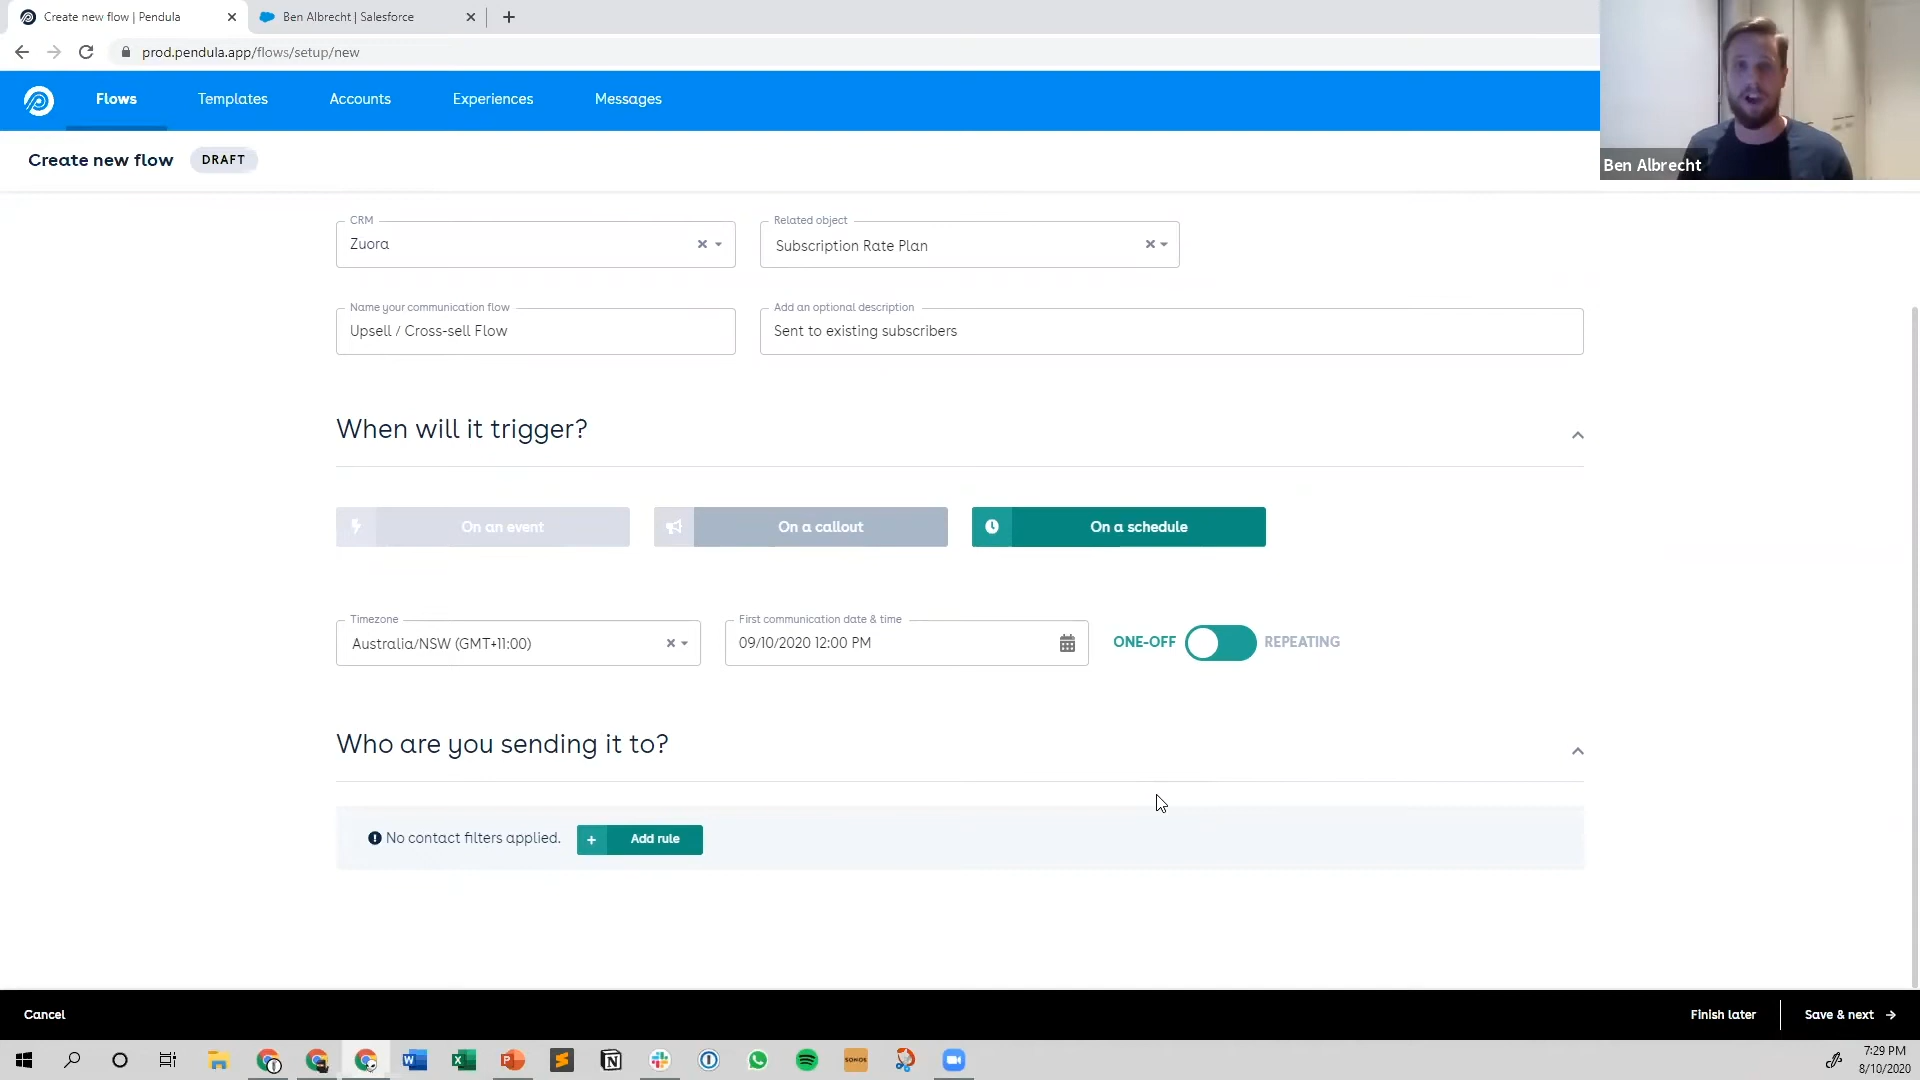 Create new flow | Pendula
Ben Albrecht | Salesforce
prod.pendula.app/flows/setup/new
Flows
Templates
Accounts
Experiences
Messages
Create new flow
DRAFT
Ben Albrecht
CRM
Zuora
Related object
Subscription Rate Plan
Name your communication flow
Upsell / Cross-sell Flow
Add an optional description
Sent to existing subscribers
When will it trigger?
On an event
On a callout
On a schedule
Timezone
Australia/NSW (GMT+11:00)
First communication date & time
09/10/2020 12:00 PM
ONE-OFF
REPEATING
Who are you sending it to?
No contact filters applied.
+ Add rule
Cancel
Finish later
Save & next
SONOS
7:29 PM
8/10/2020